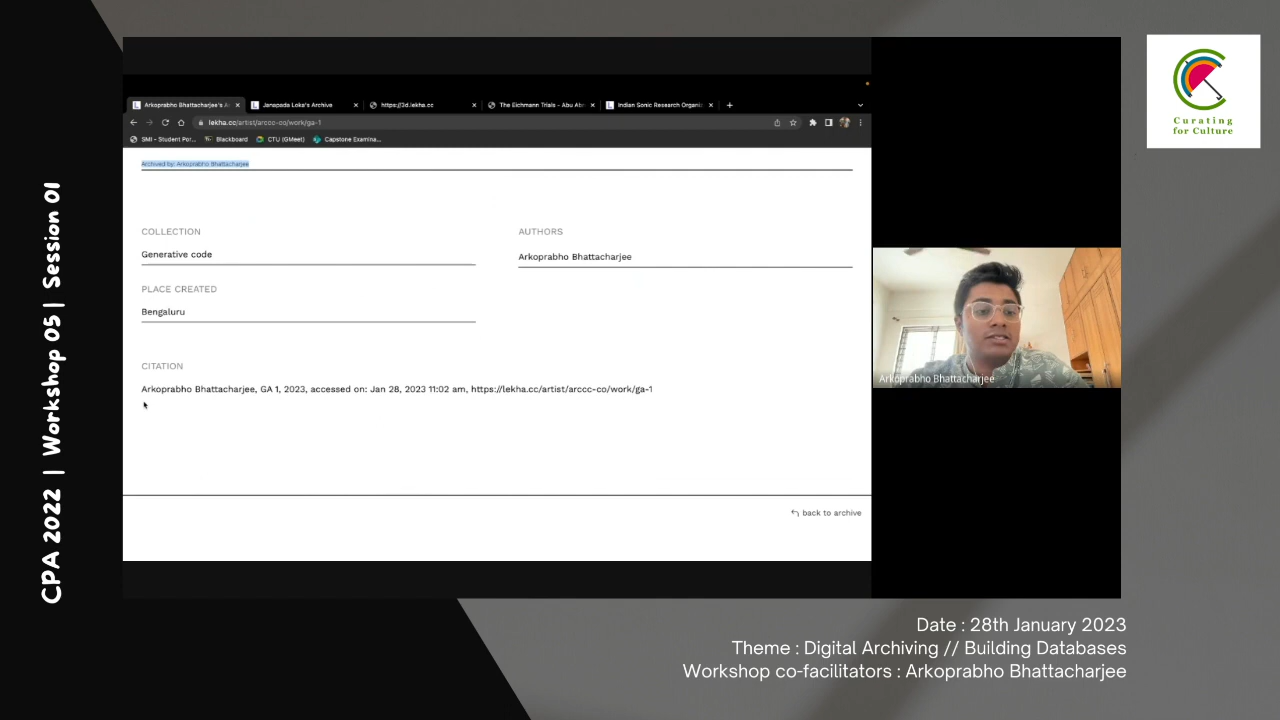 CPA 2022 | Workshop 05 | Session 01
Arkoprabho Bhattacharjee's A
Janapada Loka's Archive
https://3d.lekha.cc
The Eichmann Trials - Abu Ab
Indian Sonic Research Organi
lekha.cc/artist/arccc-co/work/ga-1
SMI - Student Por...
Blackboard
CTU (GMeet)
Capstone Examina...
Archived by: Arkoprabho Bhattacharjee
COLLECTION
Generative code
AUTHORS
Arkoprabho Bhattacharjee
PLACE CREATED
Bengaluru
CITATION
Arkoprabho Bhattacharjee, GA 1, 2023, accessed on: Jan 28, 2023 11:02 am, https://lekha.cc/artist/arccc-co/work/ga-1
back to archive
Arkoprabho Bhattacharjee
Curating
for Culture
Date : 28th January 2023
Theme : Digital Archiving // Building Databases
Workshop co-facilitators : Arkoprabho Bhattacharjee